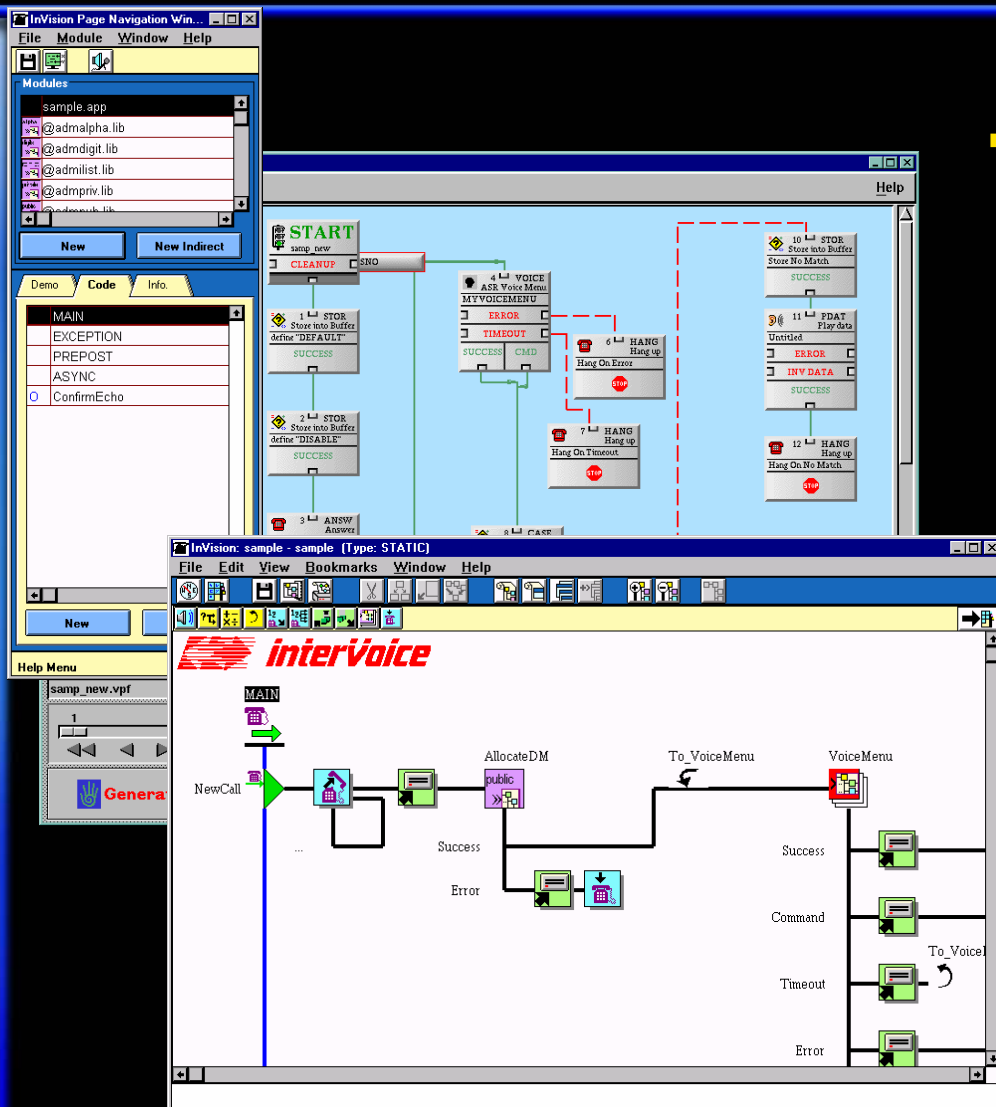 InVision Page Navigation Win...
File Module Window Help
Modules
sample.app
@admalpha.lib
@admdigit.lib
@admilist.lib
@admpriv.lib
New
New Indirect
Demo
Code
Info.
MAIN
EXCEPTION
PREPOST
ASYNC
O ConfirmEcho
New
Help Menu
Help
START
samp_new
CLEANUP
SNO
1 STOR
Store into Buffer
define "DEFAULT"
SUCCESS
2 STOR
Store into Buffer
define "DISABLE"
SUCCESS
3 ANSW
Answer
4 VOICE
ASR Voice Menu
MYVOICEMENU
ERROR
TIMEOUT
SUCCESS CMD
6 HANG
Hang up
Hang On Error
STOP
7 HANG
Hang up
Hang On Timeout
STOP
8 CASE
10 STOR
Store into Buffer
Store No Match
SUCCESS
11 PDAT
Play data
Untitled
ERROR
INV DATA
SUCCESS
12 HANG
Hang up
Hang On No Match
STOP
samp_new.vpf
1
Genera
InVision: sample - sample (Type: STATIC)
File Edit View Bookmarks Window Help
interVoice
MAIN
NewCall
...
AllocateDM
public
Success
Error
To_VoiceMenu
VoiceMenu
Success
Command
To_Voice
Timeout
Error